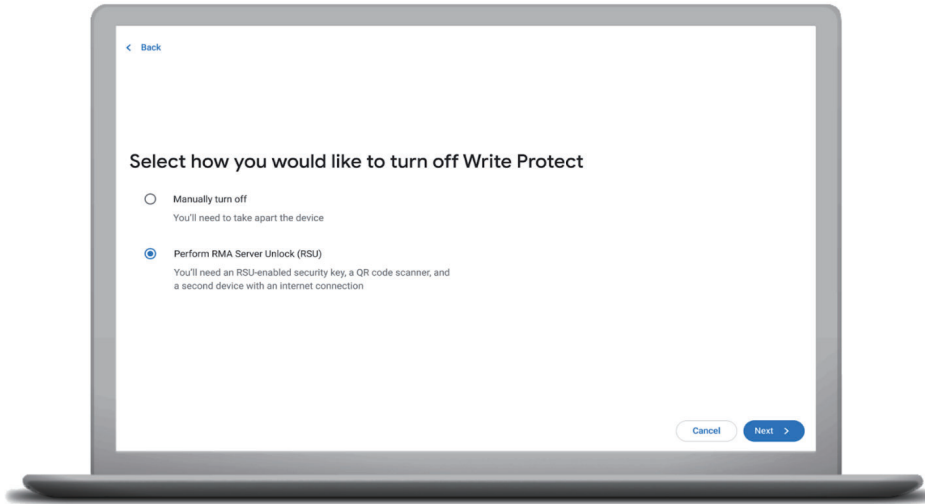 Back
Select how you would like to turn off Write Protect
Manually turn off
You'll need to take apart the device
Perform RMA Server Unlock (RSU)
You'll need an RSU-enabled security key, a QR code scanner, and
a second device with an internet connection
Cancel
Next